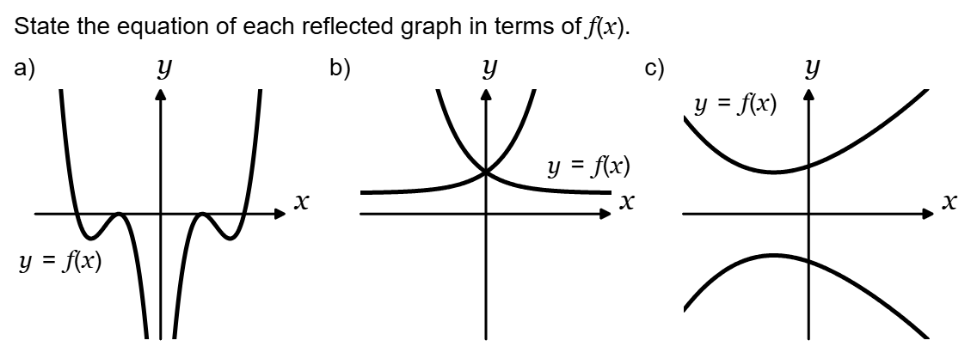 State the equation of each reflected graph in terms of f(x).
a)
y
x
y = f(x)
b)
y
y = f(x)
x
c)
y
y = f(x)
x